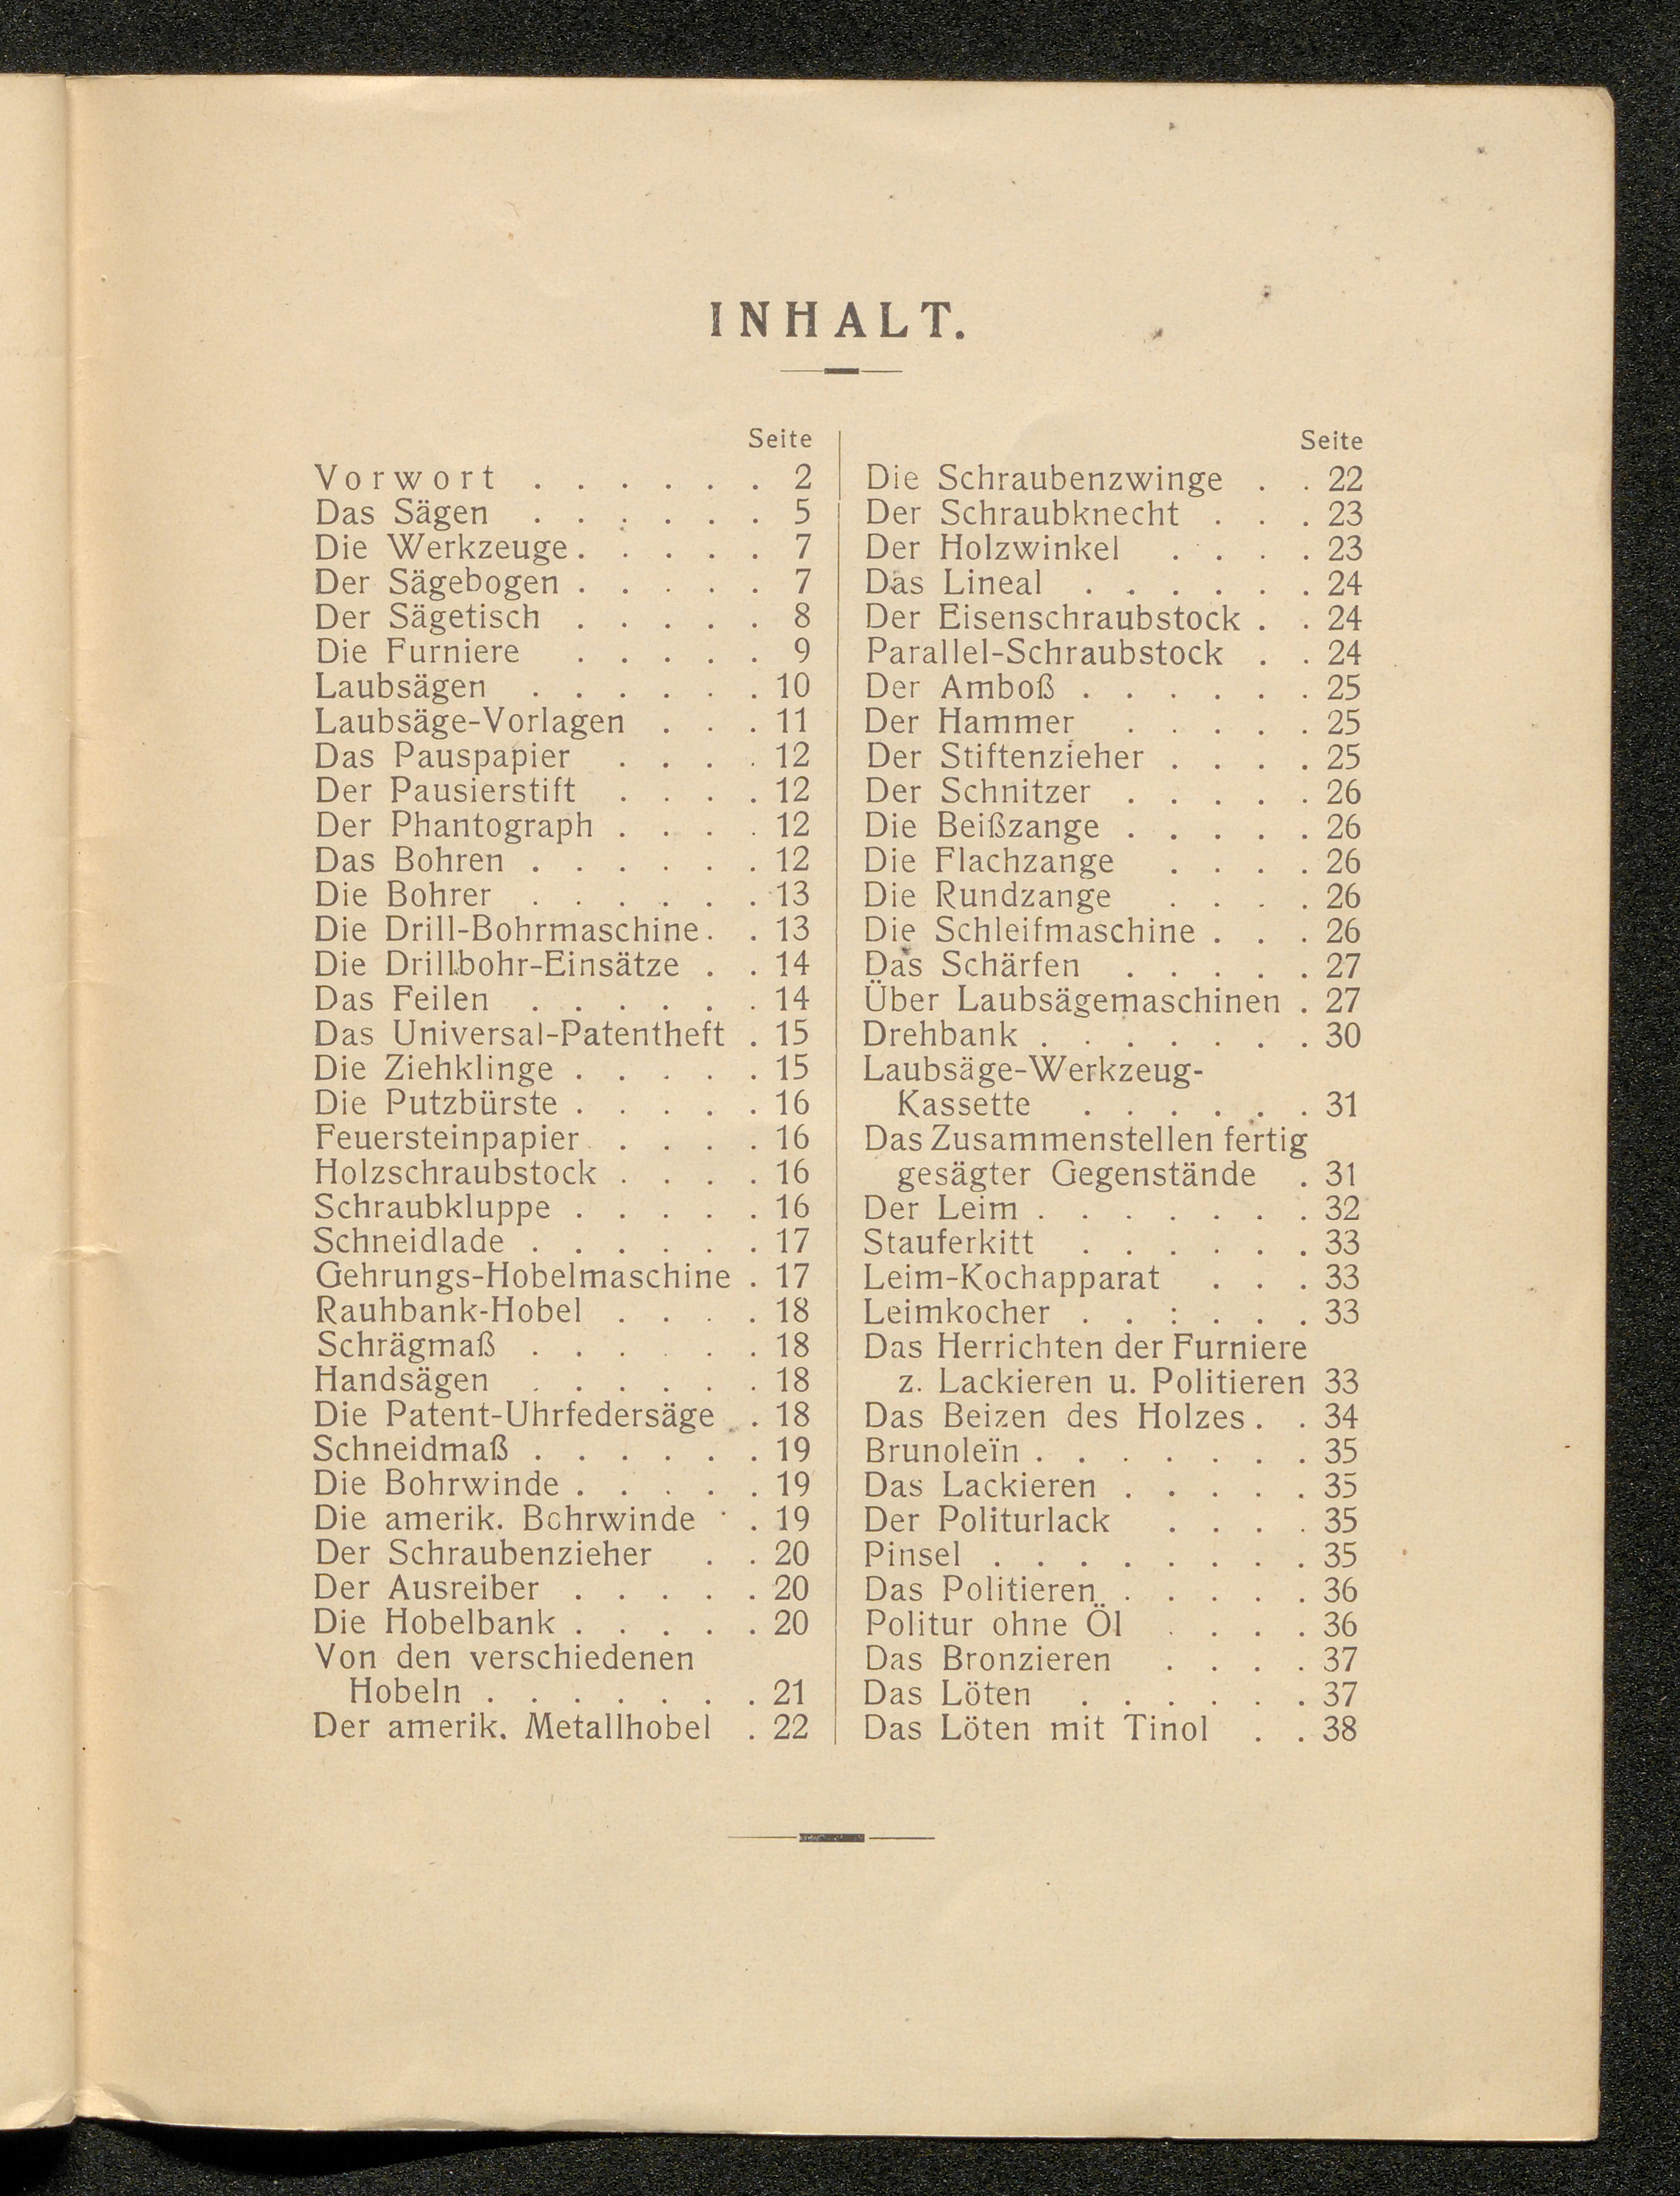 INHALT.
Seite
Vorwort . . . . . . 2
Das Sägen . . . . . . 5
Die Werkzeuge . . . . . 7
Der Sägebogen . . . . . 7
Der Sägetisch . . . . . 8
Die Furniere . . . . . 9
Laubsägen . . . . . . 10
Laubsäge-Vorlagen . . . 11
Das Pauspapier . . . . 12
Der Pausierstift . . . . 12
Der Phantograph . . . . 12
Das Bohren . . . . . . 12
Die Bohrer . . . . . . 13
Die Drill-Bohrmaschine . . 13
Die Drillbohr-Einsätze . . 14
Das Feilen . . . . . . 14
Das Universal-Patentheft . 15
Die Ziehklinge . . . . . 15
Die Putzbürste . . . . . 16
Feuersteinpapier . . . . 16
Holzschraubstock . . . . 16
Schraubkluppe . . . . . 16
Schneidlade . . . . . . 17
Gehrungs-Hobelmaschine . 17
Rauhbank-Hobel . . . . 18
Schrägmaß . . . . . . 18
Handsägen . . . . . . 18
Die Patent-Uhrfedersäge . 18
Schneidmaß . . . . . . 19
Die Bohrwinde . . . . . 19
Die amerik. Bohrwinde . . 19
Der Schraubenzieher . . 20
Der Ausreiber . . . . . 20
Die Hobelbank . . . . . 20
Von den verschiedenen
Hobeln . . . . . . . 21
Der amerik. Metallhobel . 22
Seite
Die Schraubenzwinge . . 22
Der Schraubknecht . . . 23
Der Holzwinkel . . . . 23
Das Lineal . . . . . . 24
Der Eisenschraubstock . . 24
Parallel-Schraubstock . . 24
Der Amboß . . . . . . 25
Der Hammer . . . . . 25
Der Stiftenzieher . . . . 25
Der Schnitzer . . . . . 26
Die Beißzange . . . . . 26
Die Flachzange . . . . 26
Die Rundzange . . . . 26
Die Schleifmaschine . . . 26
Das Schärfen . . . . . 27
Über Laubsägemaschinen . 27
Drehbank . . . . . . . 30
Laubsäge-Werkzeug-
Kassette . . . . . . 31
Das Zusammenstellen fertig
gesägter Gegenstände . 31
Der Leim . . . . . . . 32
Stauferkitt . . . . . . 33
Leim-Kochapparat . . . 33
Leimkocher . . : . . . 33
Das Herrichten der Furniere
z. Lackieren u. Politieren 33
Das Beizen des Holzes . . 34
Brunoleïn . . . . . . . 35
Das Lackieren . . . . . 35
Der Politurlack . . . . 35
Pinsel . . . . . . . . 35
Das Politieren . . . . . 36
Politur ohne Öl . . . . 36
Das Bronzieren . . . . 37
Das Löten . . . . . . 37
Das Löten mit Tinol . . 38